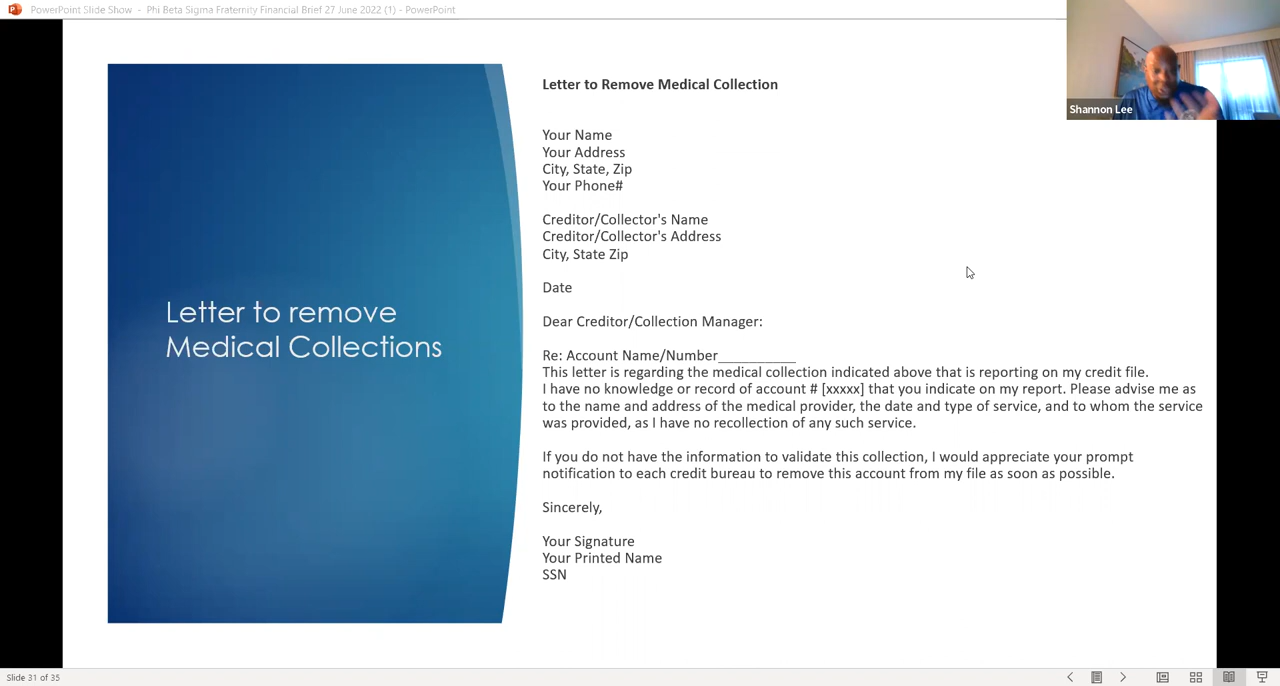 PowerPoint Slide Show - Phi Beta Sigma Fraternity Financial Brief 27 June 2022 (1) - PowerPoint
Shannon Lee
Letter to remove
Medical Collections
Letter to Remove Medical Collection
Your Name
Your Address
City, State, Zip
Your Phone#
Creditor/Collector's Name
Creditor/Collector's Address
City, State Zip
Date
Dear Creditor/Collection Manager:
Re: Account Name/Number__________
This letter is regarding the medical collection indicated above that is reporting on my credit file.
I have no knowledge or record of account # [xxxxx] that you indicate on my report. Please advise me as
to the name and address of the medical provider, the date and type of service, and to whom the service
was provided, as I have no recollection of any such service.
If you do not have the information to validate this collection, I would appreciate your prompt
notification to each credit bureau to remove this account from my file as soon as possible.
Sincerely,
Your Signature
Your Printed Name
SSN
Slide 31 of 35